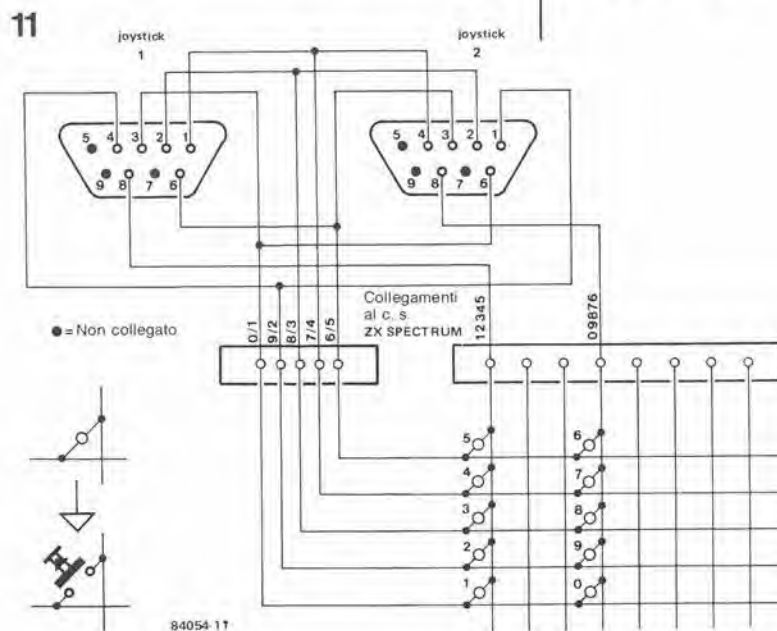 11
joystick
1
joystick
2
5 4 3 2 1
9 8 7 6
5 4 3 2 1
9 8 7 6
● = Non collegato
0/1
9/2
8/3
7/4
6/5
Collegamenti
al c. s.
ZX SPECTRUM
12345
09876
5 6
4 7
3 8
2 9
1 0
84054-11